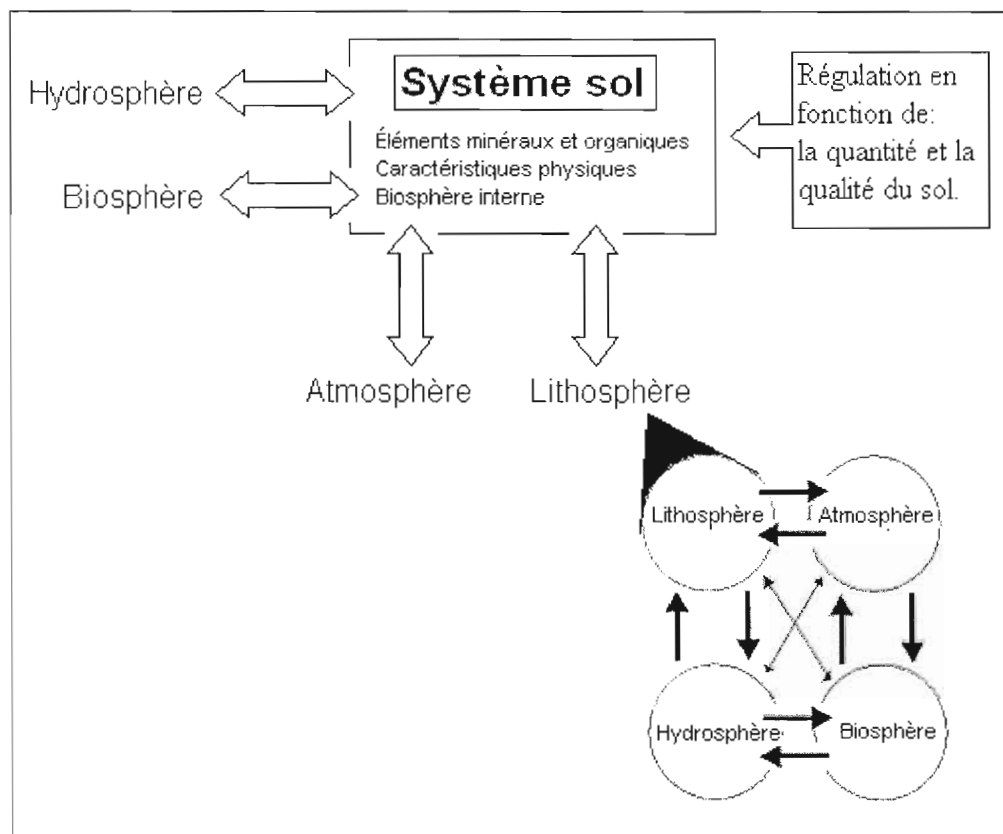 Système sol
Hydrosphère
Éléments minéraux et organiques
Caractéristiques physiques
Biosphère interne
Biosphère
Régulation en
fonction de:
la quantité et la
qualité du sol.
Atmosphère
Lithosphère
Lithosphère
Atmosphère
Hydrosphère
Biosphère